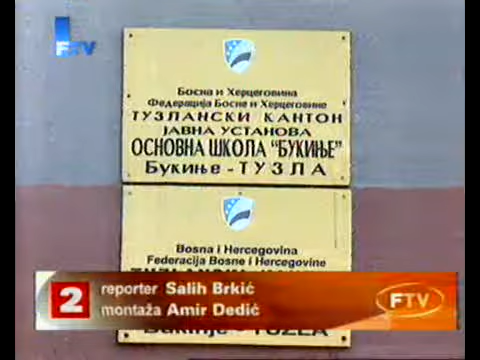 FTV
Босна и Херцеговина
Федерација Босне и Херцеговине
ТУЗЛАНСКИ КАНТОН
ЈАВНА УСТАНОВА
ОСНОВНА ШКОЛА "БУКИЊЕ"
Букиње - ТУЗЛА
Bosna i Hercegovina
Federacija Bosne i Hercegovine
2
reporter Salih Brkić
montaža Amir Dedić
FTV